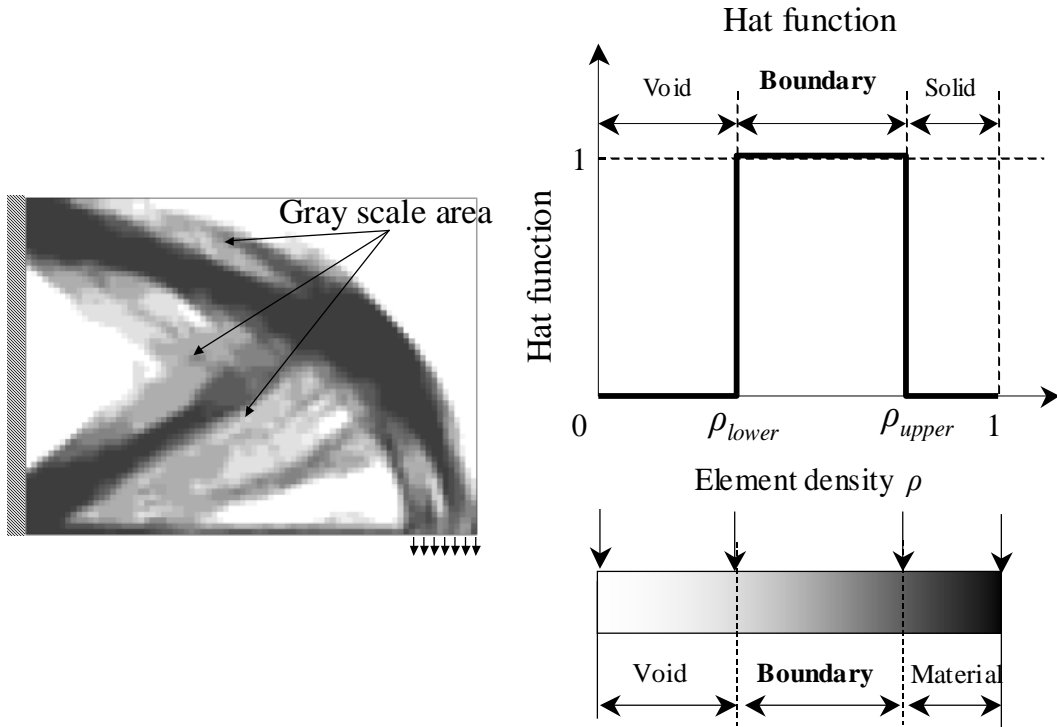 Gray scale area
Hat function
Void
Boundary
Solid
1
Hat function
0
ρlower
ρupper
1
Element density ρ
Void
Boundary
Material